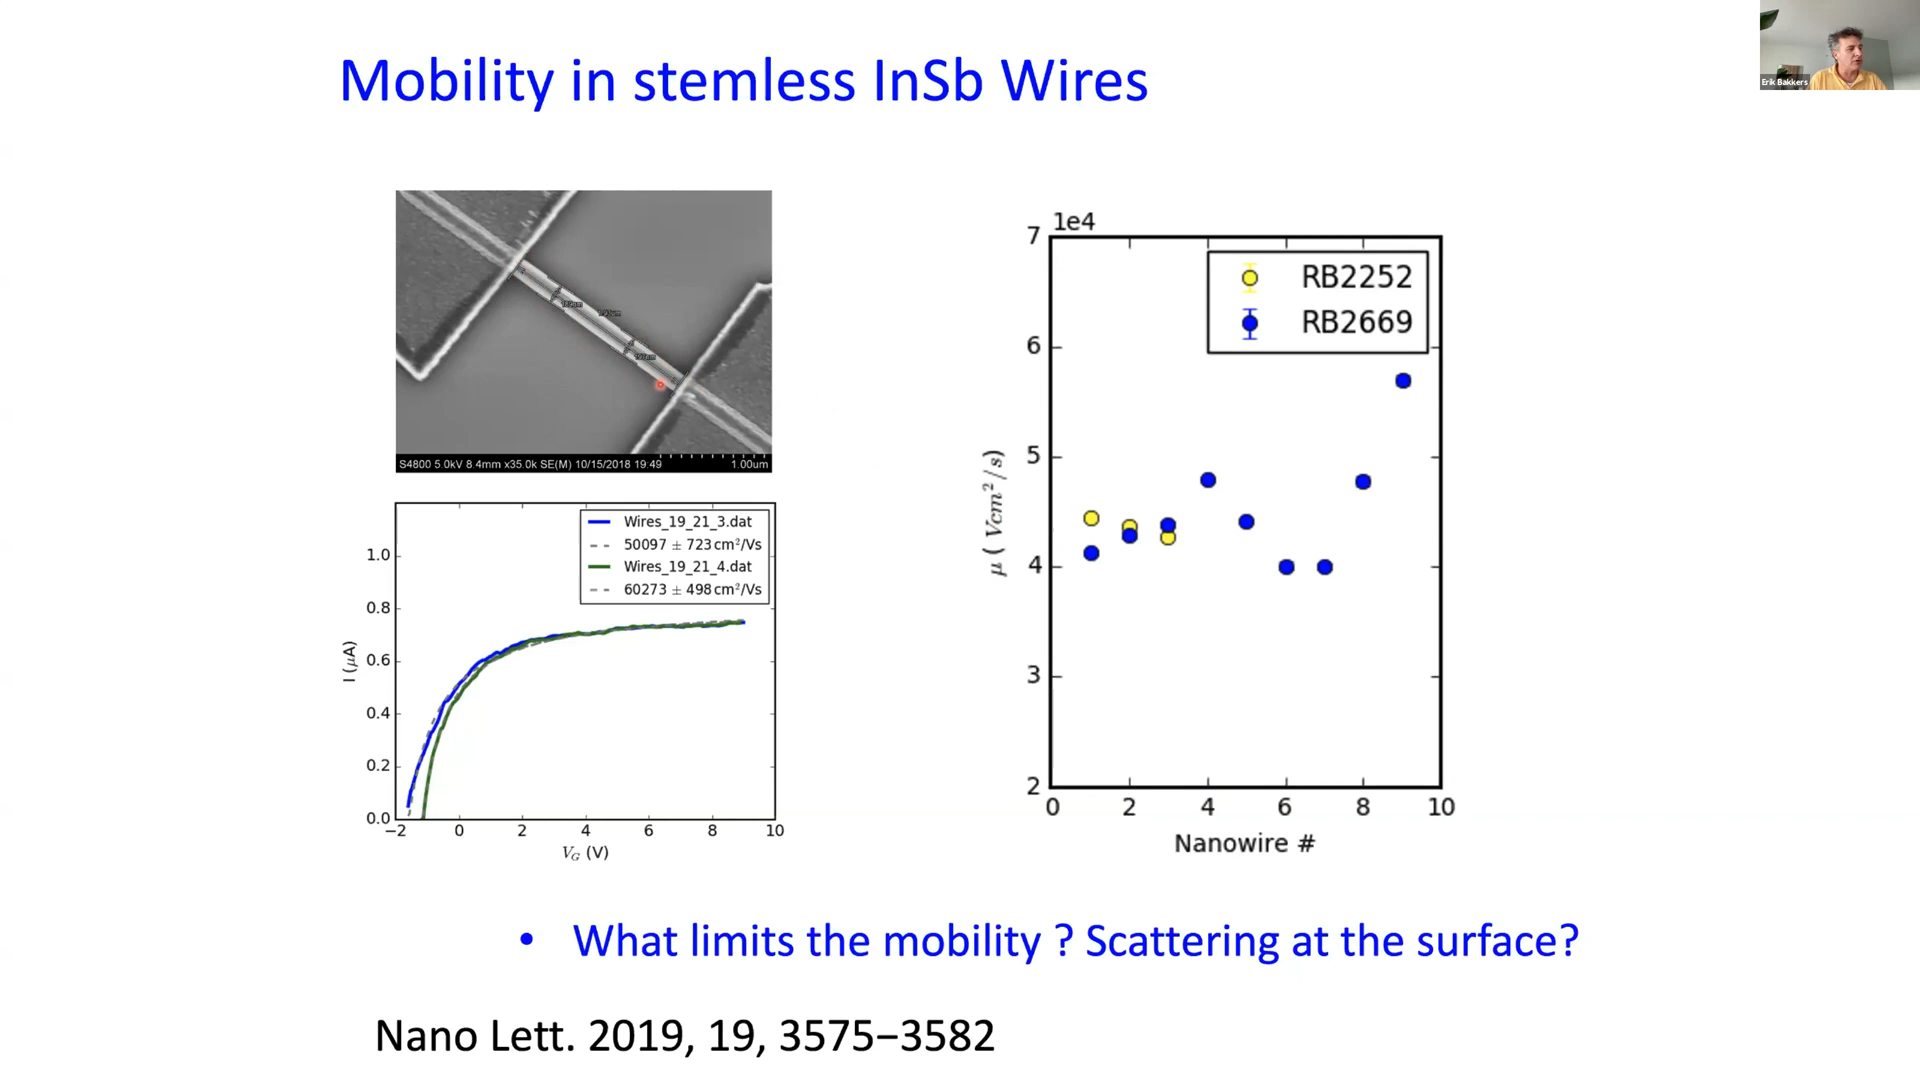 Mobility in stemless InSb Wires
Erik Bakkers
S4800 5.0kV 8.4mm x35.0k SE(M) 10/15/2018 19:49 1.00um
Wires_19_21_3.dat
50097 ± 723 cm²/Vs
Wires_19_21_4.dat
60273 ± 498 cm²/Vs
1.0
0.8
0.6
0.4
0.2
0.0
I (μA)
−2 0 2 4 6 8 10
V_G (V)
1e4
RB2252
RB2669
7
6
5
4
3
2
μ ( Vcm²/s)
0 2 4 6 8 10
Nanowire #
• What limits the mobility ? Scattering at the surface?
Nano Lett. 2019, 19, 3575−3582